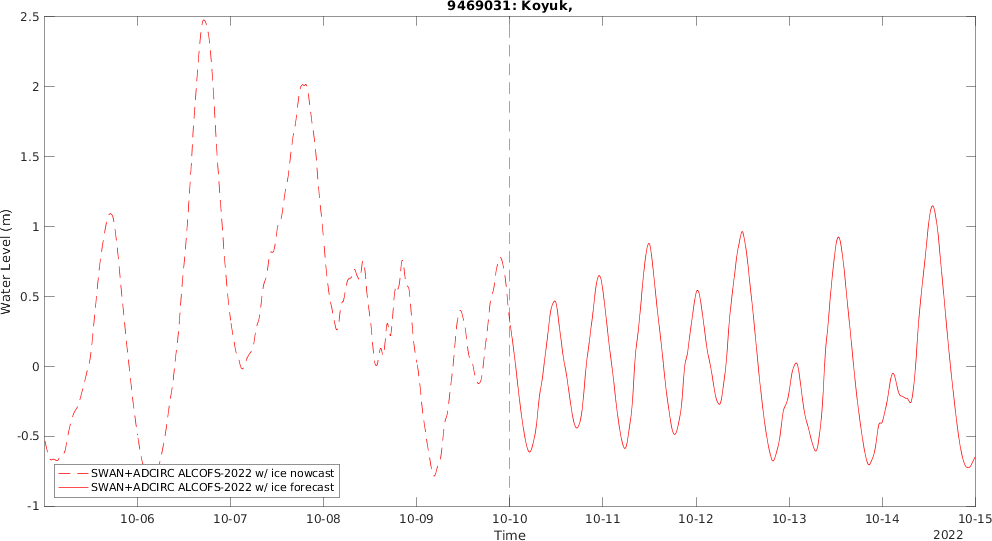 9469031: Koyuk,
Water Level (m)
2.5
2
1.5
1
0.5
0
-0.5
-1
SWAN+ADCIRC ALCOFS-2022 w/ ice nowcast
SWAN+ADCIRC ALCOFS-2022 w/ ice forecast
10-06 10-07 10-08 10-09 10-10 10-11 10-12 10-13 10-14 10-15
Time
2022